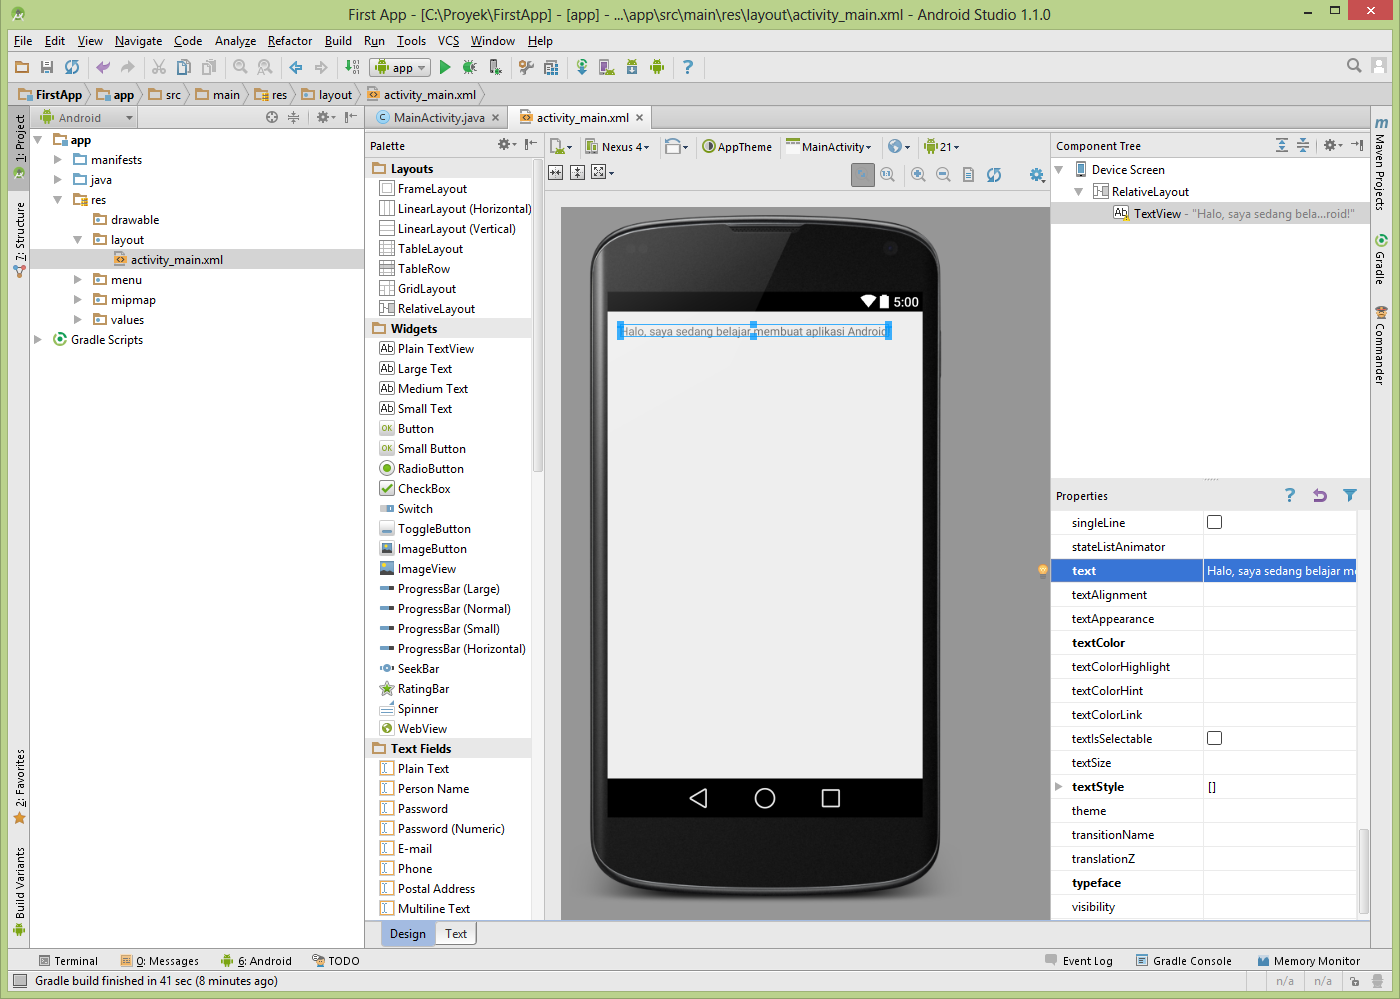 First App - [C:\Proyek\FirstApp] - [app] - ...\app\src\main\res\layout\activity_main.xml - Android Studio 1.1.0
File Edit View Navigate Code Analyze Refactor Build Run Tools VCS Window Help
app
FirstApp app src main res layout activity_main.xml
1: Project
7: Structure
2: Favorites
Build Variants
Android
app
manifests
java
res
drawable
layout
activity_main.xml
menu
mipmap
values
Gradle Scripts
MainActivity.java activity_main.xml
Palette
Layouts
FrameLayout
LinearLayout (Horizontal)
LinearLayout (Vertical)
TableLayout
TableRow
GridLayout
RelativeLayout
Widgets
Plain TextView
Large Text
Medium Text
Small Text
Button
Small Button
RadioButton
CheckBox
Switch
ToggleButton
ImageButton
ImageView
ProgressBar (Large)
ProgressBar (Normal)
ProgressBar (Small)
ProgressBar (Horizontal)
SeekBar
RatingBar
Spinner
WebView
Text Fields
Plain Text
Person Name
Password
Password (Numeric)
E-mail
Phone
Postal Address
Multiline Text
Nexus 4 AppTheme MainActivity 21
5:00
Halo, saya sedang belajar membuat aplikasi Android
Design Text
Component Tree
Device Screen
RelativeLayout
TextView - "Halo, saya sedang bela...roid!"
Properties
singleLine
stateListAnimator
text Halo, saya sedang belajar me
textAlignment
textAppearance
textColor
textColorHighlight
textColorHint
textColorLink
textIsSelectable
textSize
textStyle []
theme
transitionName
translationZ
typeface
visibility
Maven Projects
Gradle
Commander
Terminal 0: Messages 6: Android TODO Event Log Gradle Console Memory Monitor
Gradle build finished in 41 sec (8 minutes ago) n/a n/a